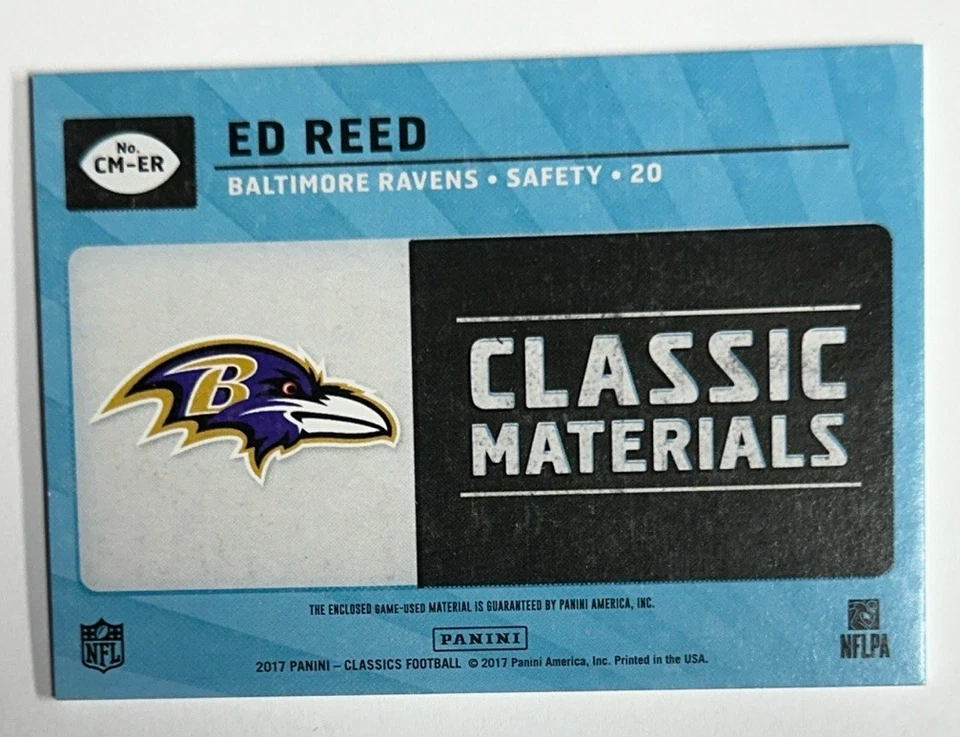 No.
CM-ER
ED REED
BALTIMORE RAVENS • SAFETY • 20
B
CLASSIC
MATERIALS
THE ENCLOSED GAME-USED MATERIAL IS GUARANTEED BY PANINI AMERICA, INC.
PANINI
NFL
2017 PANINI – CLASSICS FOOTBALL © 2017 Panini America, Inc. Printed in the USA.
NFLPA